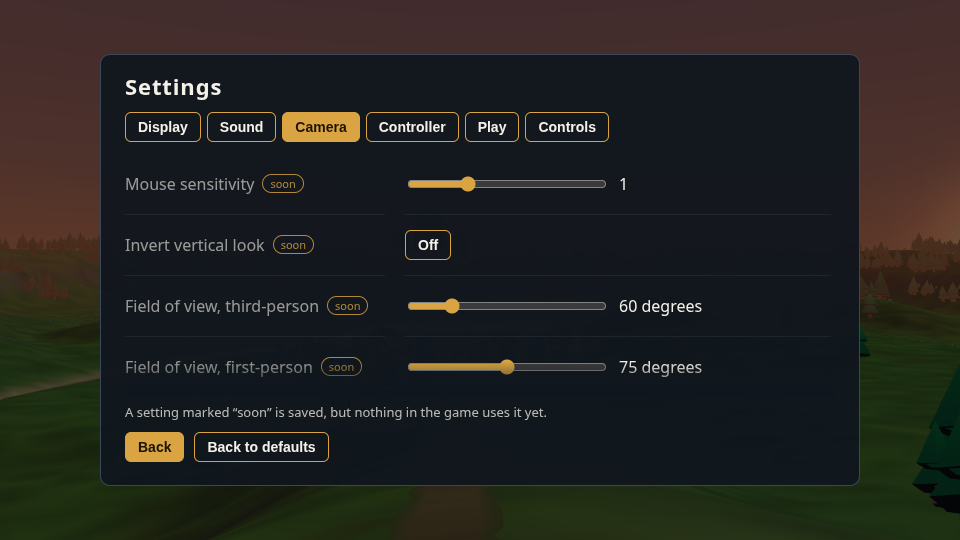 Settings
Display Sound Camera Controller Play Controls
Mouse sensitivity soon 1
Invert vertical look soon Off
Field of view, third-person soon 60 degrees
Field of view, first-person soon 75 degrees
A setting marked “soon” is saved, but nothing in the game uses it yet.
Back Back to defaults